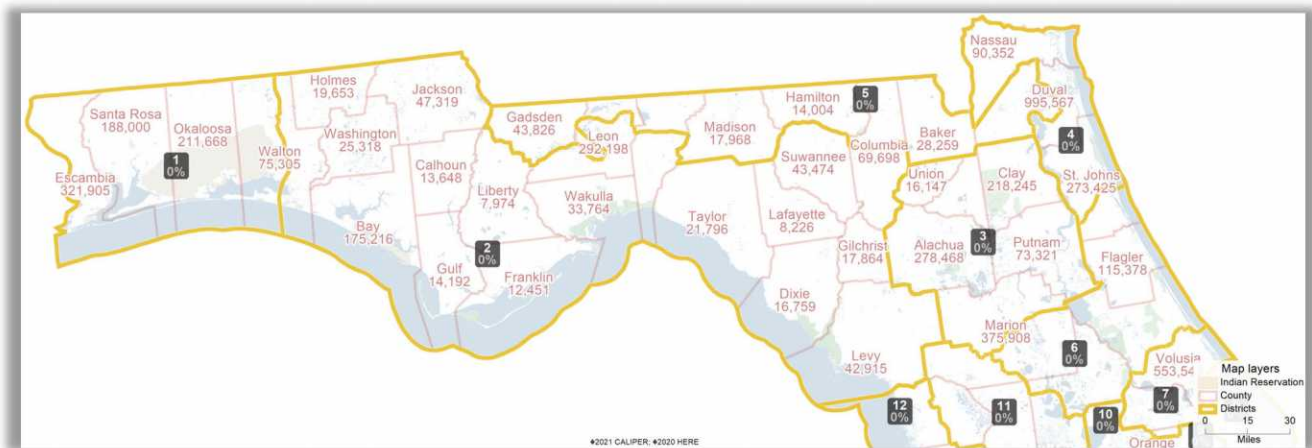 Nassau
90,352
Holmes
19,653
Jackson
47,319
Duval
995,567
Santa Rosa
188,000
Okaloosa
211,668
Washington
25,318
Gadsden
43,826
Leon
292,198
Madison
17,968
Hamilton
14,004
5
0%
Columbia
69,698
Baker
28,259
4
0%
Walton
75,305
1
0%
Escambia
321,905
Calhoun
13,648
Liberty
7,974
Wakulla
33,764
Suwannee
43,474
Union
16,147
Clay
218,245
St. Johns
273,425
Bay
175,216
Taylor
21,796
Lafayette
8,226
Gilchrist
17,864
Alachua
278,468
3
0%
Putnam
73,321
Flagler
115,378
Gulf
14,192
2
0%
Franklin
12,451
Dixie
16,759
Levy
42,915
Marion
375,908
6
0%
Volusia
553,54
12
0%
11
0%
10
0%
7
0%
Orange
Map layers
Indian Reservation
County
Districts
0 15 30
Miles
©2021 CALIPER; ©2020 HERE